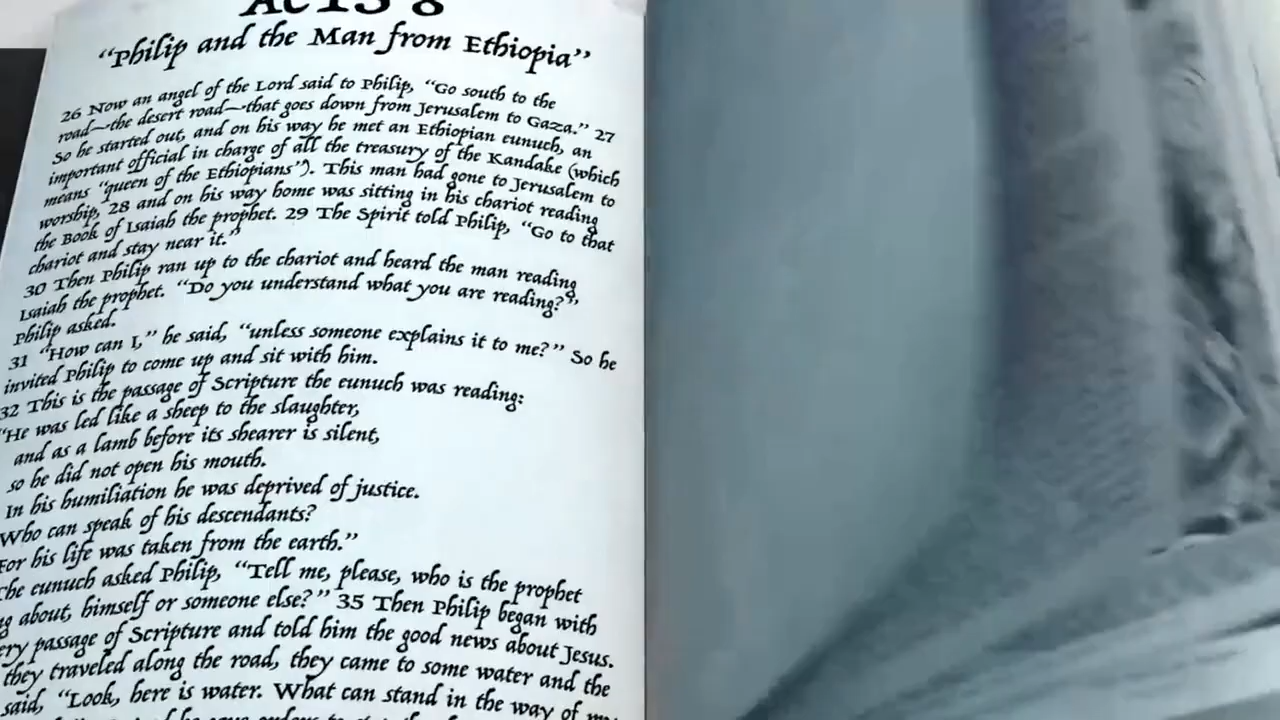 Acts 8
“Philip and the Man from Ethiopia”
26 Now an angel of the Lord said to Philip, “Go south to the
road—the desert road—that goes down from Jerusalem to Gaza.” 27
So he started out, and on his way he met an Ethiopian eunuch, an
important official in charge of all the treasury of the Kandake (which
means “queen of the Ethiopians”). This man had gone to Jerusalem to
worship, 28 and on his way home was sitting in his chariot reading
the Book of Isaiah the prophet. 29 The Spirit told Philip, “Go to that
chariot and stay near it.”
30 Then Philip ran up to the chariot and heard the man reading
Isaiah the prophet. “Do you understand what you are reading?”
Philip asked.
31 “How can I,” he said, “unless someone explains it to me?” So he
invited Philip to come up and sit with him.
32 This is the passage of Scripture the eunuch was reading:
“He was led like a sheep to the slaughter,
and as a lamb before its shearer is silent,
so he did not open his mouth.
In his humiliation he was deprived of justice.
Who can speak of his descendants?
For his life was taken from the earth.”
The eunuch asked Philip, “Tell me, please, who is the prophet
about, himself or someone else?” 35 Then Philip began with
passage of Scripture and told him the good news about Jesus.
they traveled along the road, they came to some water and the
said, “Look, here is water. What can stand in the way of